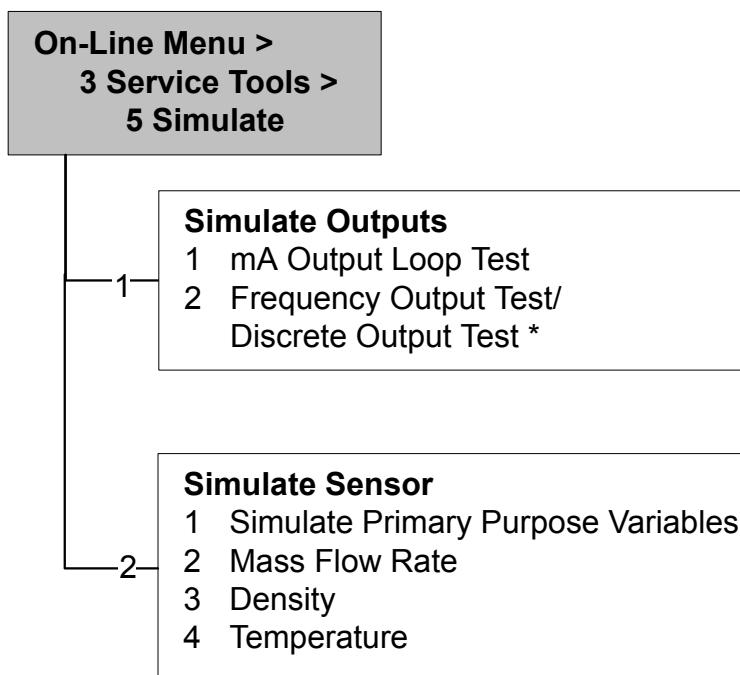 On-Line Menu >
3 Service Tools >
5 Simulate
1
Simulate Outputs
1 mA Output Loop Test
2 Frequency Output Test/
Discrete Output Test *
2
Simulate Sensor
1 Simulate Primary Purpose Variables
2 Mass Flow Rate
3 Density
4 Temperature